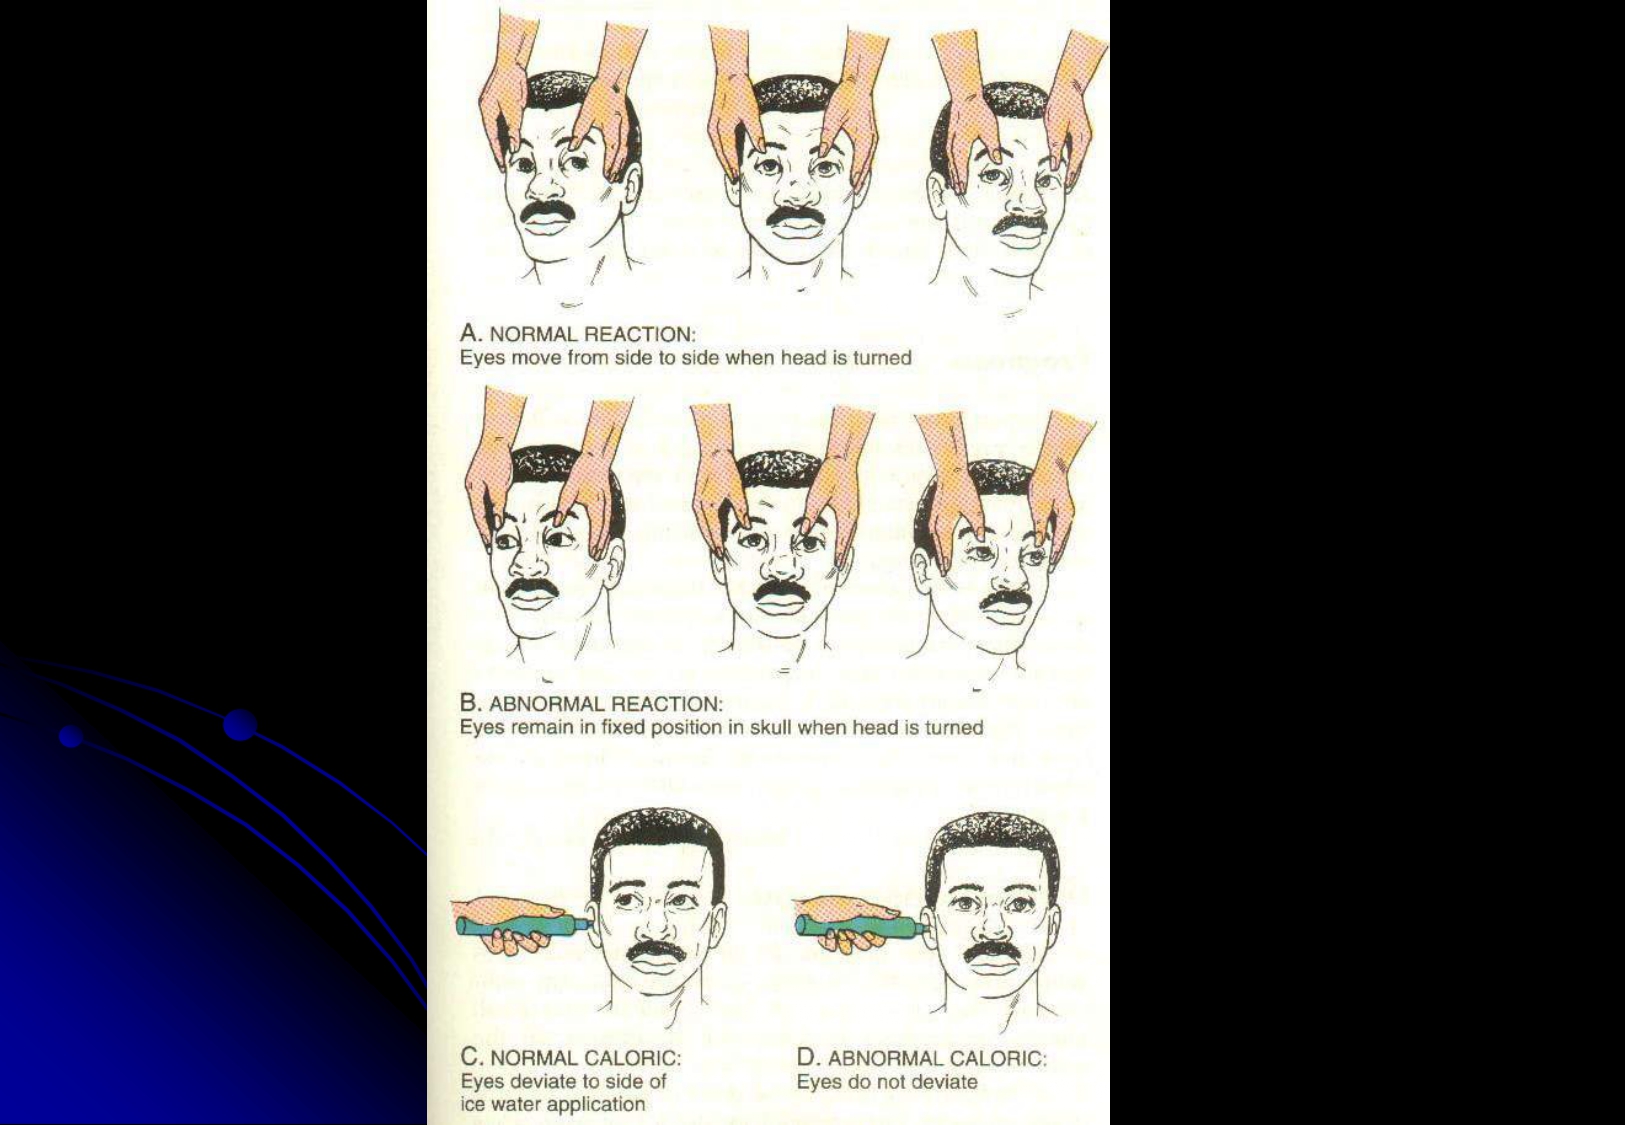 A. NORMAL REACTION:
Eyes move from side to side when head is turned
B. ABNORMAL REACTION:
Eyes remain in fixed position in skull when head is turned
C. NORMAL CALORIC:
Eyes deviate to side of
ice water application
D. ABNORMAL CALORIC:
Eyes do not deviate